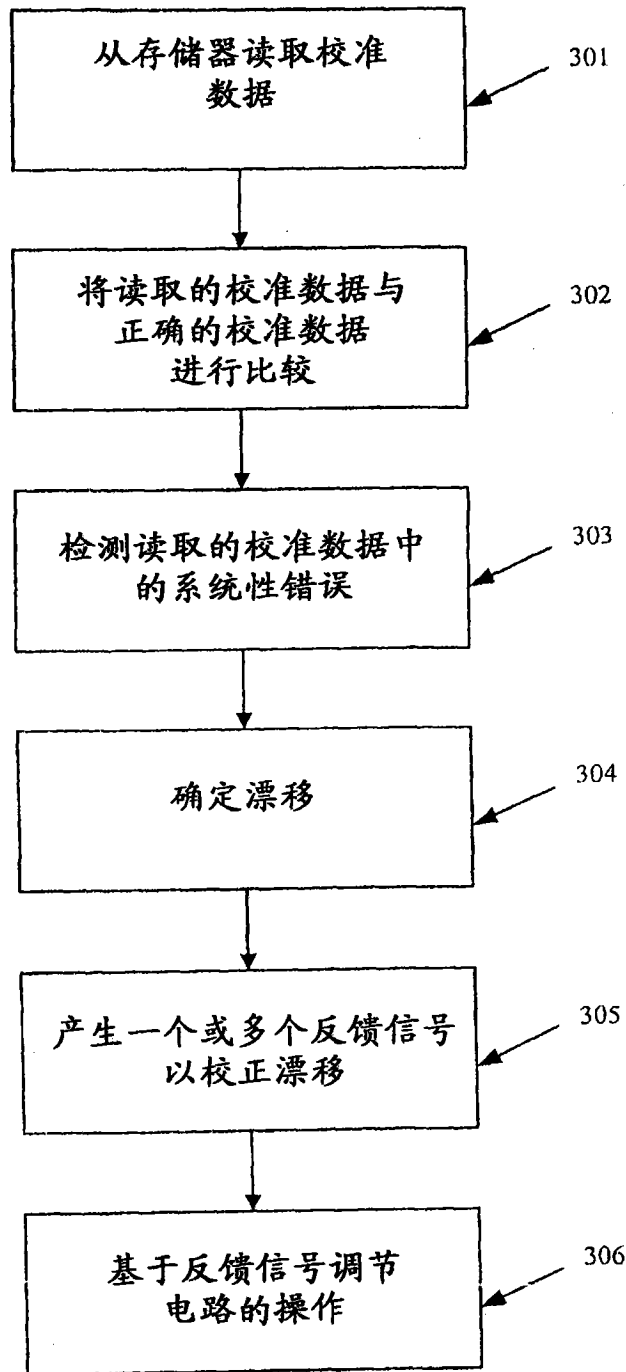 从存储器读取校准
数据
301
将读取的校准数据与
正确的校准数据
进行比较
302
检测读取的校准数据中
的系统性错误
303
确定漂移
304
产生一个或多个反馈信号
以校正漂移
305
基于反馈信号调节
电路的操作
306